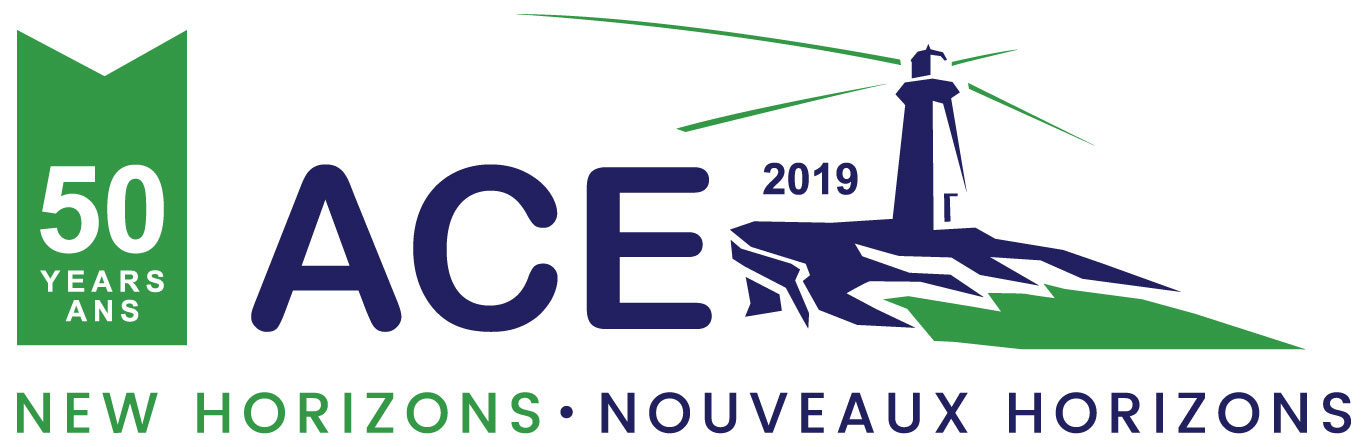 50
YEARS
ANS
ACE
2019
NEW HORIZONS • NOUVEAUX HORIZONS